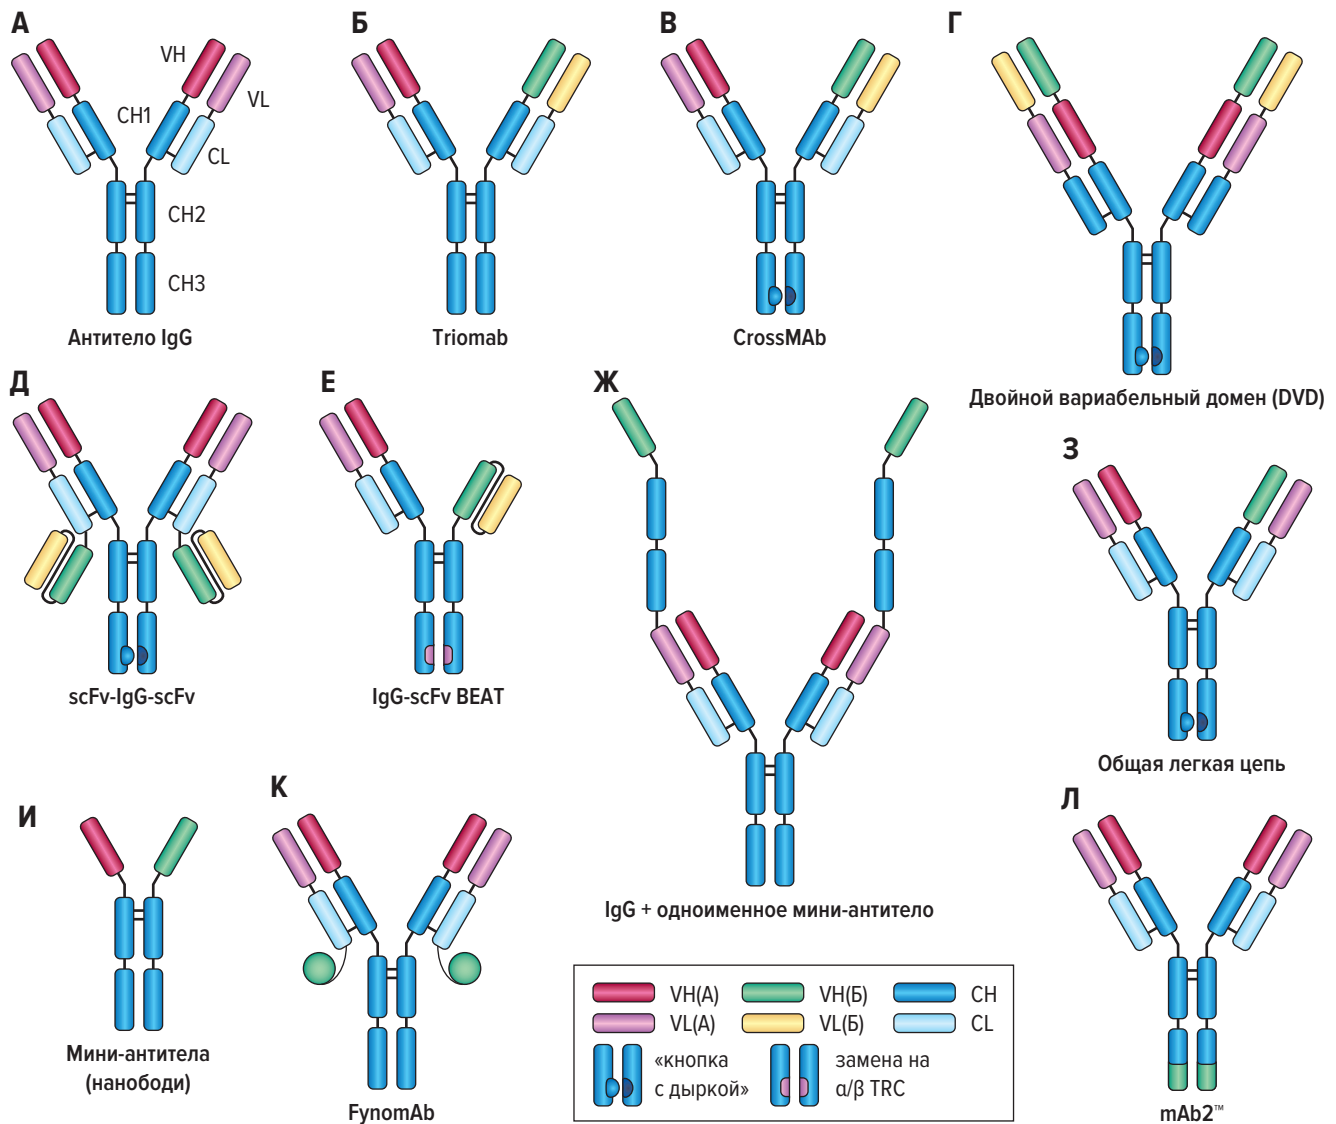 А
Б
В
Г
VH
VL
CH1
CL
CH2
CH3
Антитело IgG
Triomab
CrossMAb
Двойной вариабельный домен (DVD)
Д
Е
Ж
З
scFv-IgG-scFv
IgG-scFv BEAT
IgG + одноименное мини-антитело
Общая легкая цепь
И
К
Л
Мини-антитела
(нанободи)
FynomAb
mAb2™
VH(А)
VH(Б)
CH
VL(А)
VL(Б)
CL
«кнопка
с дыркой»
замена на
α/β TRC